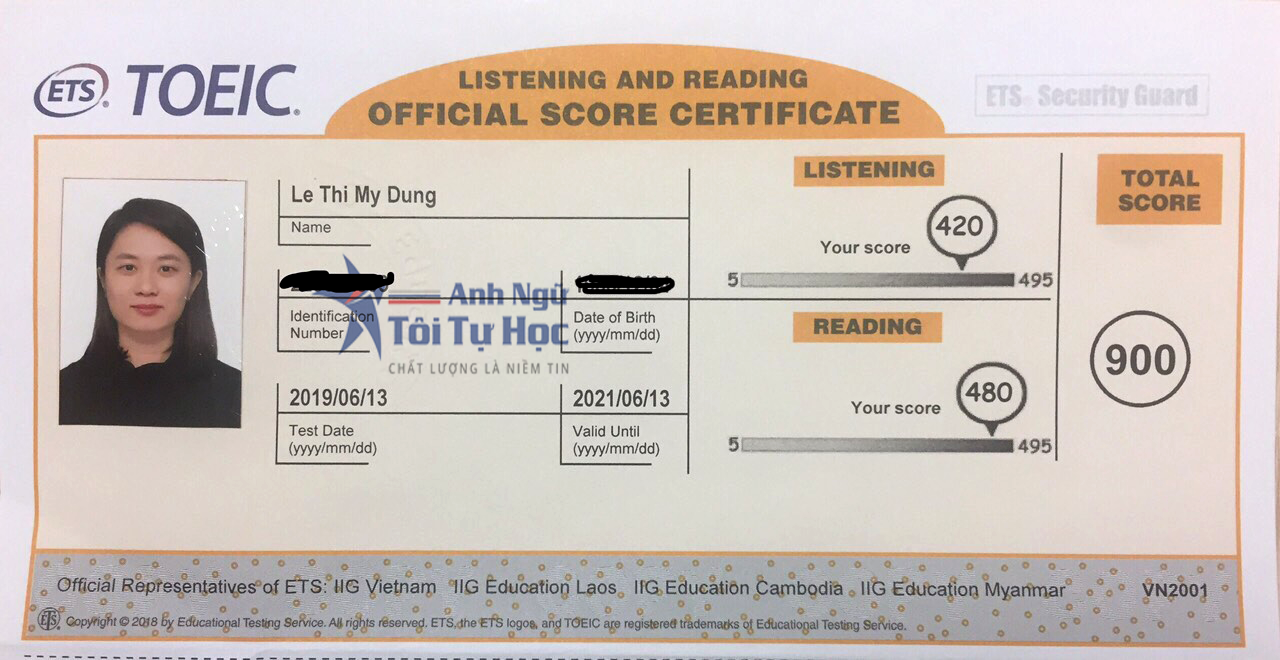 ETS® TOEIC®
LISTENING AND READING
OFFICIAL SCORE CERTIFICATE
ETS® Security Guard
Le Thi My Dung
Name
Identification
Number
Date of Birth
(yyyy/mm/dd)
Anh Ngữ
Tôi Tự Học
CHẤT LƯỢNG LÀ NIỀM TIN
2019/06/13
Test Date
(yyyy/mm/dd)
2021/06/13
Valid Until
(yyyy/mm/dd)
LISTENING
Your score
420
5
495
READING
Your score
480
5
495
TOTAL
SCORE
900
Official Representatives of ETS: IIG Vietnam IIG Education Laos IIG Education Cambodia IIG Education Myanmar
VN2001
ETS® Copyright © 2018 by Educational Testing Service. All rights reserved. ETS, the ETS logos, and TOEIC are registered trademarks of Educational Testing Service.